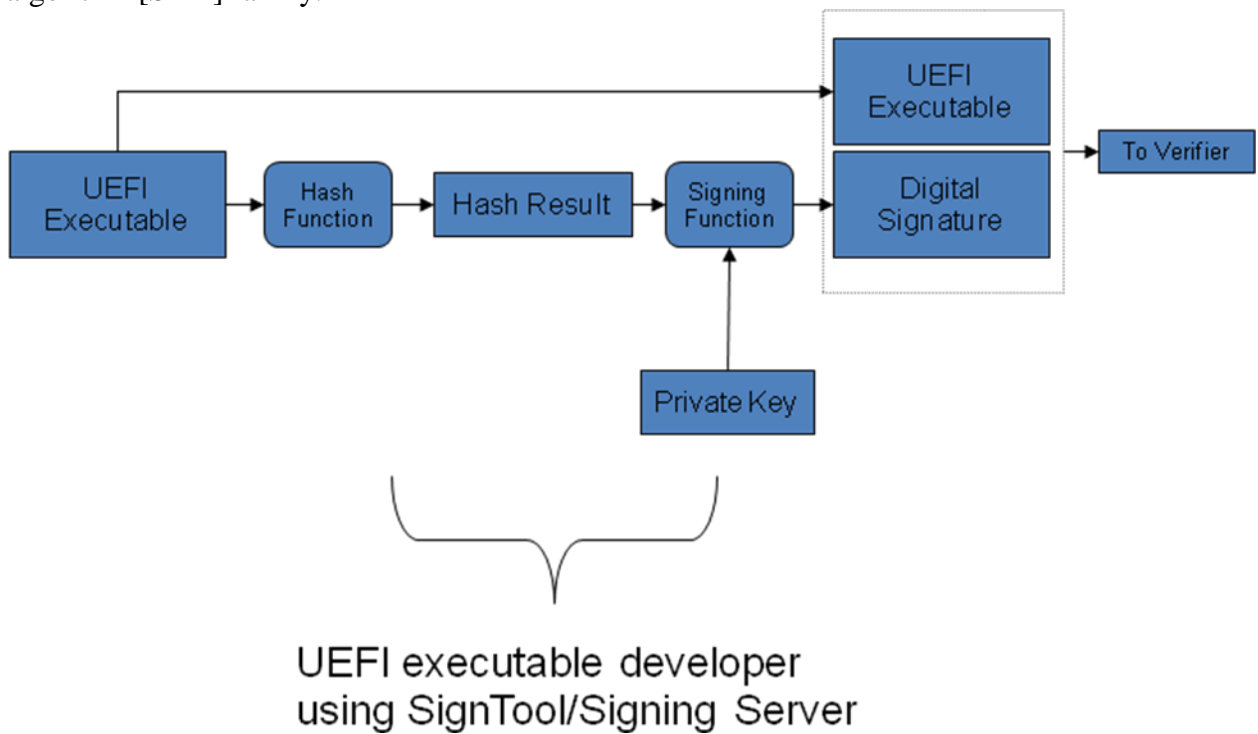 UEFI
Executable
UEFI
Executable
Hash
Function
Hash Result
Signing
Function
Digital
Signature
To Verifier
Private Key
UEFI executable developer
using SignTool/Signing Server